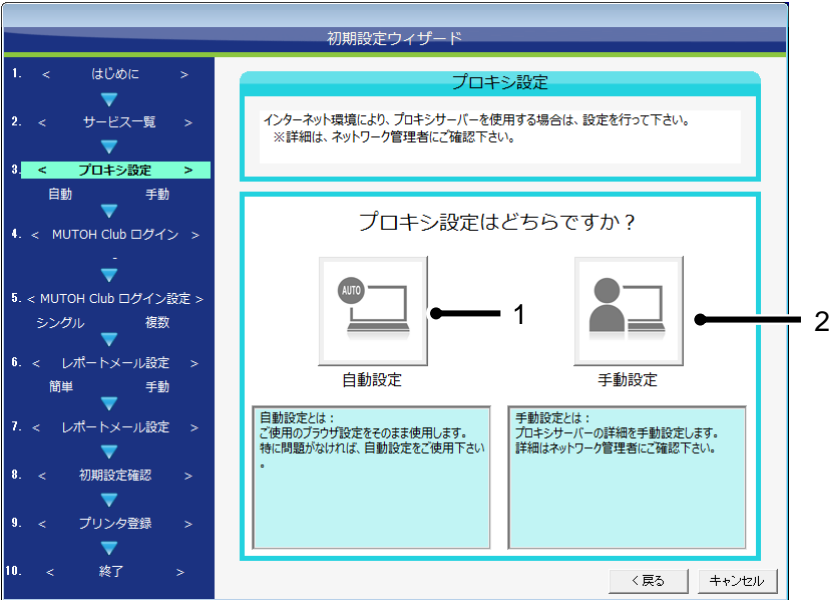 初期設定ウィザード
1. < はじめに >
2. < サービス一覧 >
3. < プロキシ設定 >
自動 手動
4. < MUTOH Club ログイン >
-
5. < MUTOH Club ログイン設定 >
シングル 複数
6. < レポートメール設定 >
簡単 手動
7. < レポートメール設定 >
8. < 初期設定確認 >
9. < プリンタ登録 >
10. < 終了 >
プロキシ設定
インターネット環境により、プロキシサーバーを使用する場合は、設定を行って下さい。
※詳細は、ネットワーク管理者にご確認下さい。
プロキシ設定はどちらですか？
AUTO
1
2
自動設定
手動設定
自動設定とは：
ご使用のブラウザ設定をそのまま使用します。
特に問題がなければ、自動設定をご使用下さい
。
手動設定とは：
プロキシサーバーの詳細を手動設定します。
詳細はネットワーク管理者にご確認下さい。
< 戻る
キャンセル